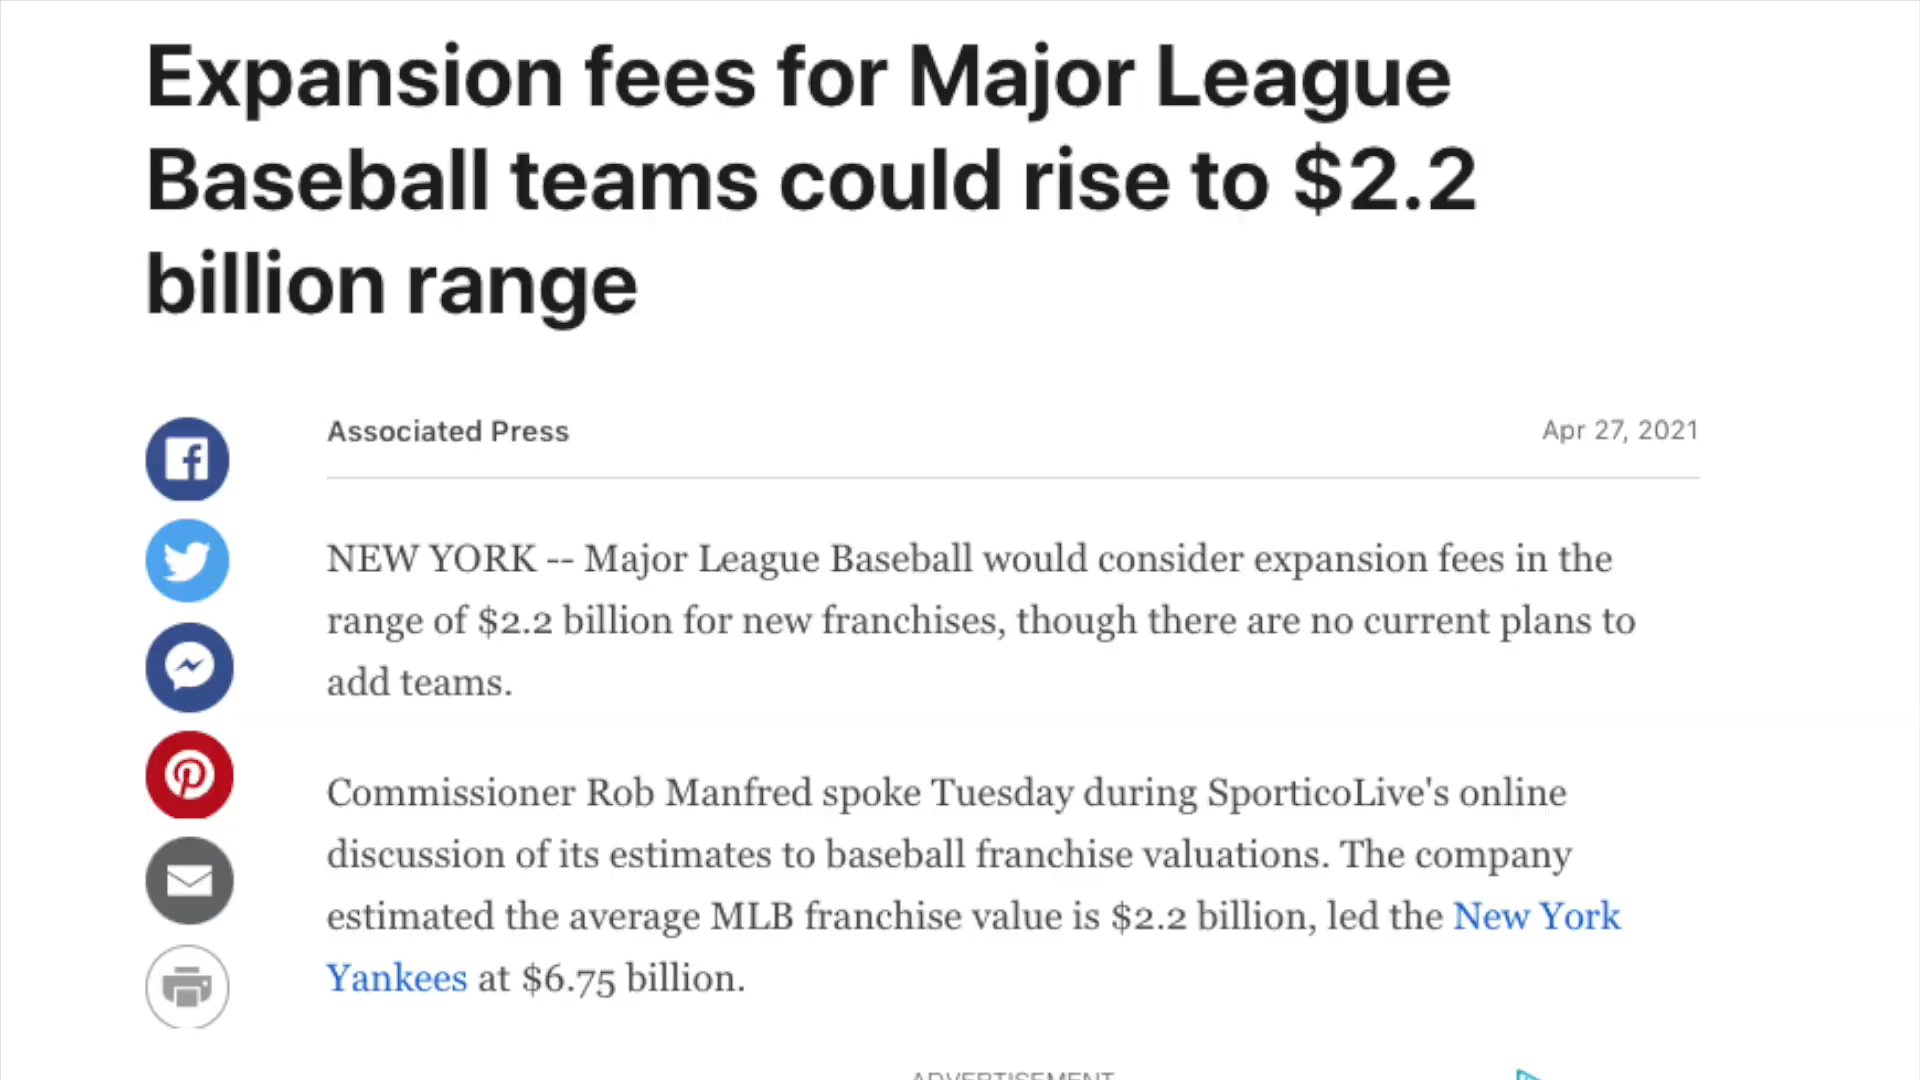 Expansion fees for Major League
Baseball teams could rise to $2.2
billion range
Associated Press
Apr 27, 2021
NEW YORK -- Major League Baseball would consider expansion fees in the
range of $2.2 billion for new franchises, though there are no current plans to
add teams.
Commissioner Rob Manfred spoke Tuesday during SporticoLive's online
discussion of its estimates to baseball franchise valuations. The company
estimated the average MLB franchise value is $2.2 billion, led the New York
Yankees at $6.75 billion.
ADVERTISEMENT